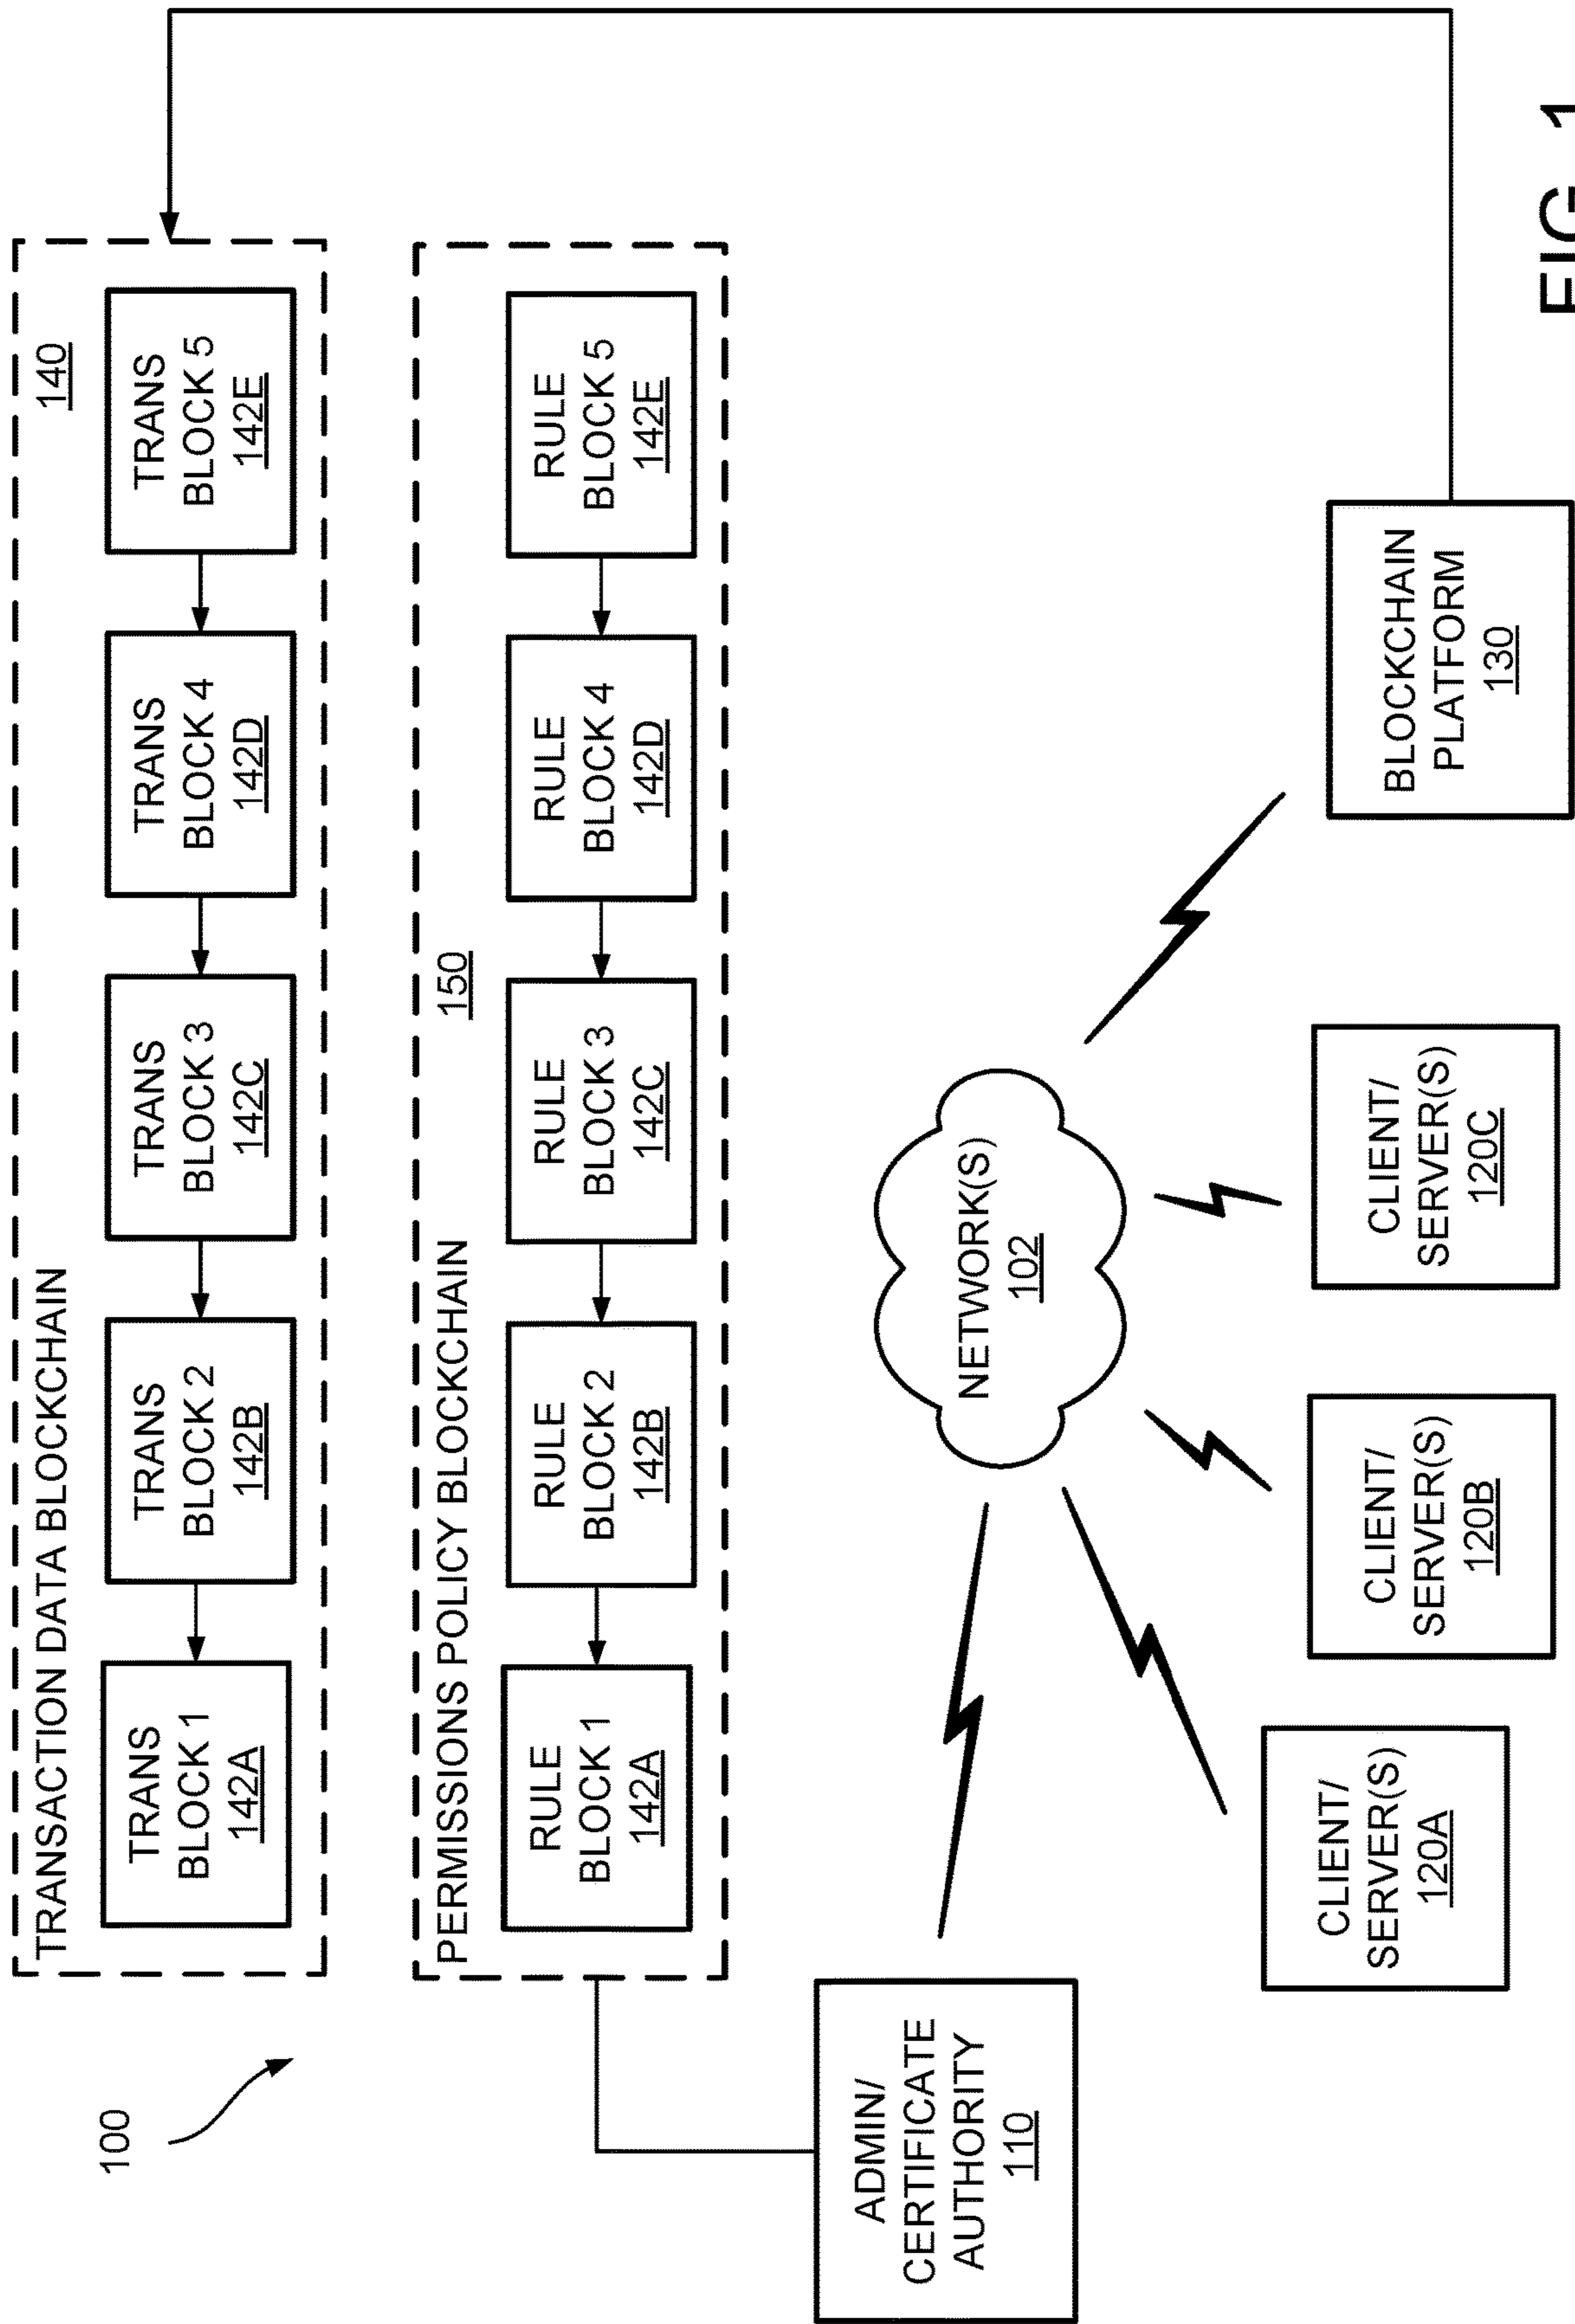 100
TRANSACTION DATA BLOCKCHAIN
140
TRANS
BLOCK 1
142A
TRANS
BLOCK 2
142B
TRANS
BLOCK 3
142C
TRANS
BLOCK 4
142D
TRANS
BLOCK 5
142E
PERMISSIONS POLICY BLOCKCHAIN
150
RULE
BLOCK 1
142A
RULE
BLOCK 2
142B
RULE
BLOCK 3
142C
RULE
BLOCK 4
142D
RULE
BLOCK 5
142E
ADMIN/
CERTIFICATE
AUTHORITY
110
NETWORK(S)
102
CLIENT/
SERVER(S)
120A
CLIENT/
SERVER(S)
120B
CLIENT/
SERVER(S)
120C
BLOCKCHAIN
PLATFORM
130
FIG. 1